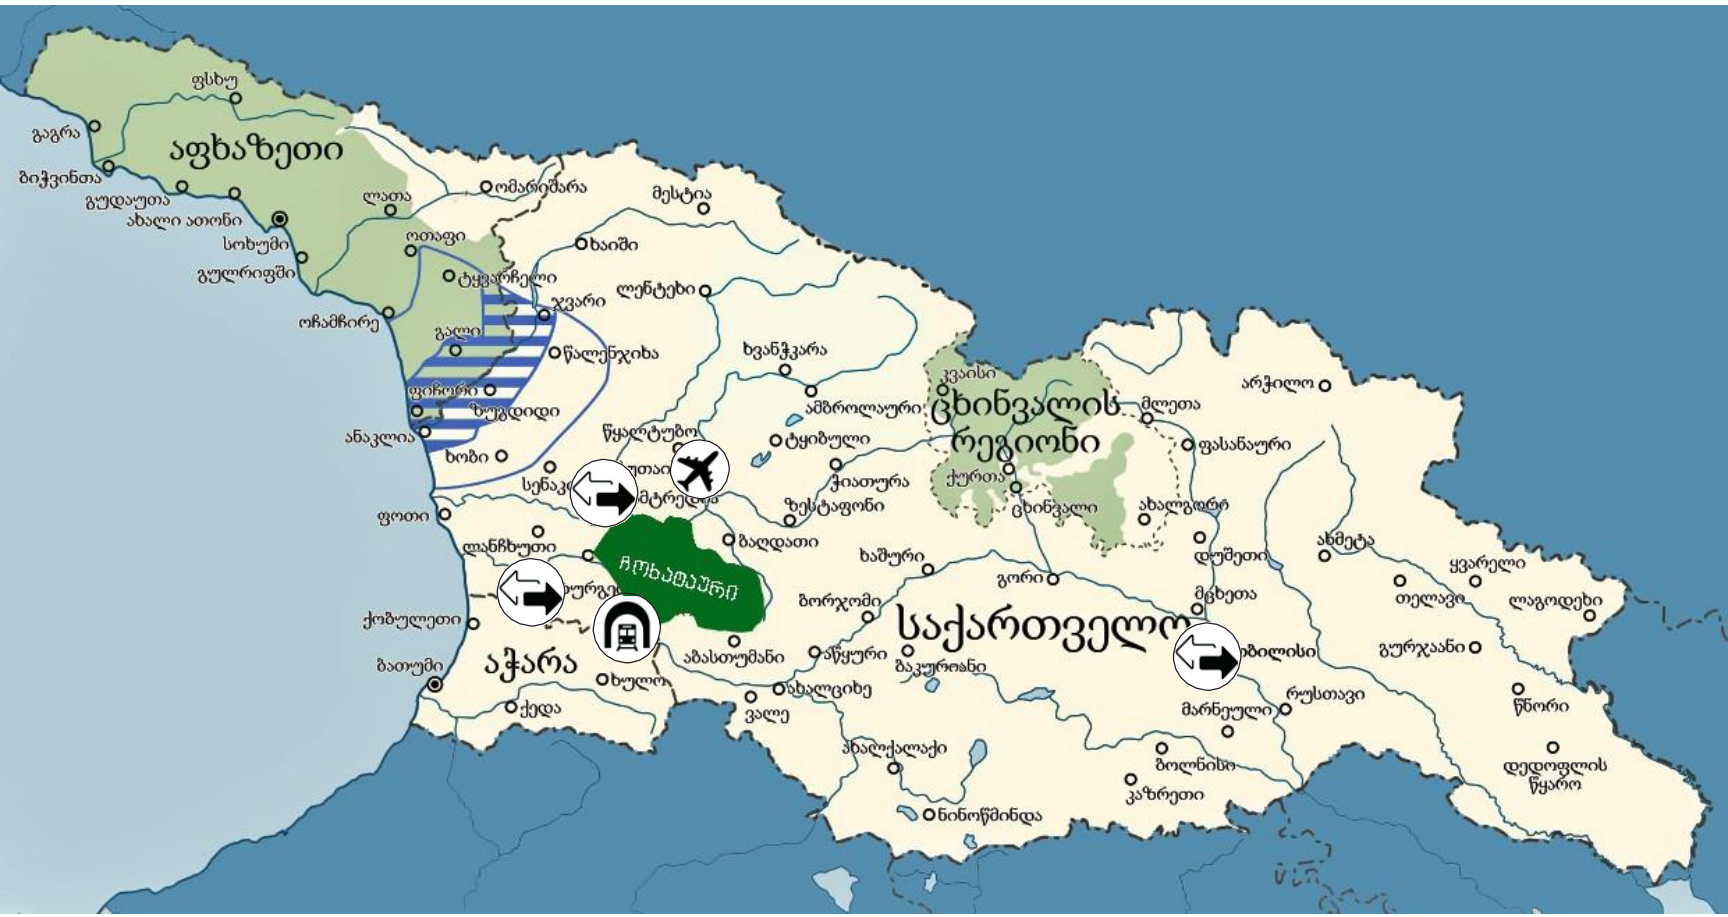 ფსხუ
გაგრა
აფხაზეთი
ბიჭვინთა
გუდაუთა
ახალი ათონი
სოხუმი
გულრიფში
ლათა
ომარიშარა
მესტია
ოთაფი
ხაიში
ტყვარჩელი
ლენტეხი
ჯვარი
ოჩამჩირე
გალი
წალენჯიხა
ხვანჭკარა
კვაისი
არჭილო
ფიჩორი
ზუგდიდი
ამბროლაური
ცხინვალის
რეგიონი
მლეთა
ანაკლია
წყალტუბო
ტყიბული
ფასანაური
ხობი
ქურთა
ჭიათურა
ფოთი
ზესტაფონი
ცხინვალი
ახალგორი
ლანჩხუთი
ბაღდათი
ხაშური
ახმეტა
დუშეთი
ყვარელი
ჩოხატაური
გორი
მცხეთა
თელავი
ლაგოდეხი
ქობულეთი
ბორჯომი
საქართველო
აბასთუმანი
აწყური
ბაკურიანი
გურჯაანი
ბათუმი
აჭარა
ხულო
ახალციხე
რუსთავი
ქედა
ვალე
მარნეული
წნორი
ახალქალაქი
ბოლნისი
დედოფლის
წყარო
კაზრეთი
ნინოწმინდა